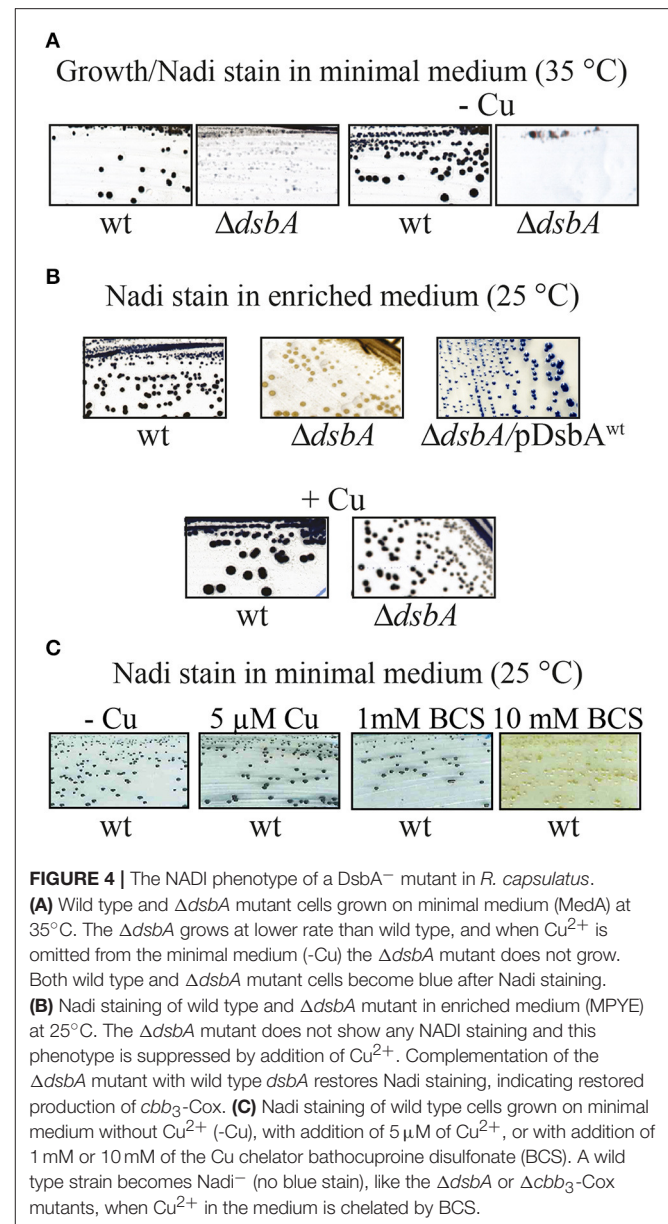 A
Growth/Nadi stain in minimal medium (35 °C)
- Cu
wt ΔdsbA wt ΔdsbA
B
Nadi stain in enriched medium (25 °C)
wt ΔdsbA ΔdsbA/pDsbA^wt
+ Cu
wt ΔdsbA
C
Nadi stain in minimal medium (25 °C)
- Cu 5 µM Cu 1mM BCS 10 mM BCS
wt wt wt wt
FIGURE 4 | The NADI phenotype of a DsbA⁻ mutant in R. capsulatus.
(A) Wild type and ΔdsbA mutant cells grown on minimal medium (MedA) at
35°C. The ΔdsbA grows at lower rate than wild type, and when Cu²⁺ is
omitted from the minimal medium (-Cu) the ΔdsbA mutant does not grow.
Both wild type and ΔdsbA mutant cells become blue after Nadi staining.
(B) Nadi staining of wild type and ΔdsbA mutant in enriched medium (MPYE)
at 25°C. The ΔdsbA mutant does not show any NADI staining and this
phenotype is suppressed by addition of Cu²⁺. Complementation of the
ΔdsbA mutant with wild type dsbA restores Nadi staining, indicating restored
production of cbb₃-Cox. (C) Nadi staining of wild type cells grown on minimal
medium without Cu²⁺ (-Cu), with addition of 5 µM of Cu²⁺, or with addition of
1 mM or 10 mM of the Cu chelator bathocuproine disulfonate (BCS). A wild
type strain becomes Nadi⁻ (no blue stain), like the ΔdsbA or Δcbb₃-Cox
mutants, when Cu²⁺ in the medium is chelated by BCS.